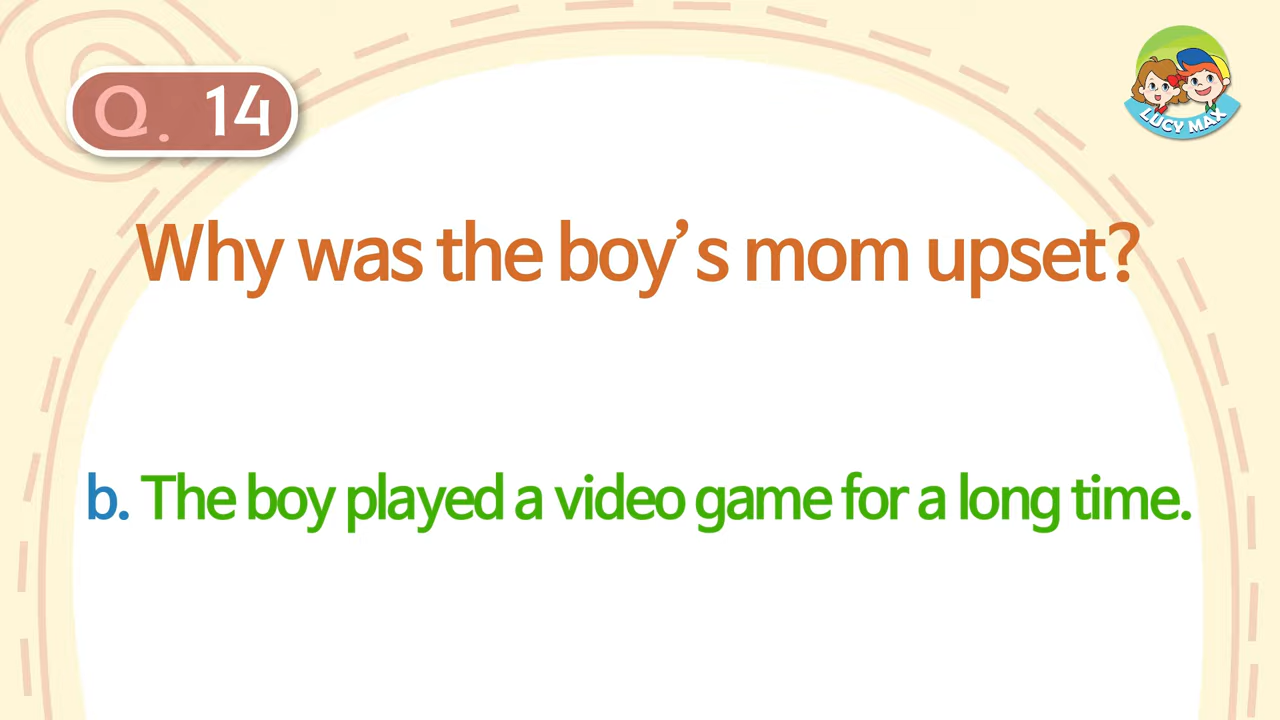 Q. 14
LUCY MAX
Why was the boy's mom upset?
b. The boy played a video game for a long time.